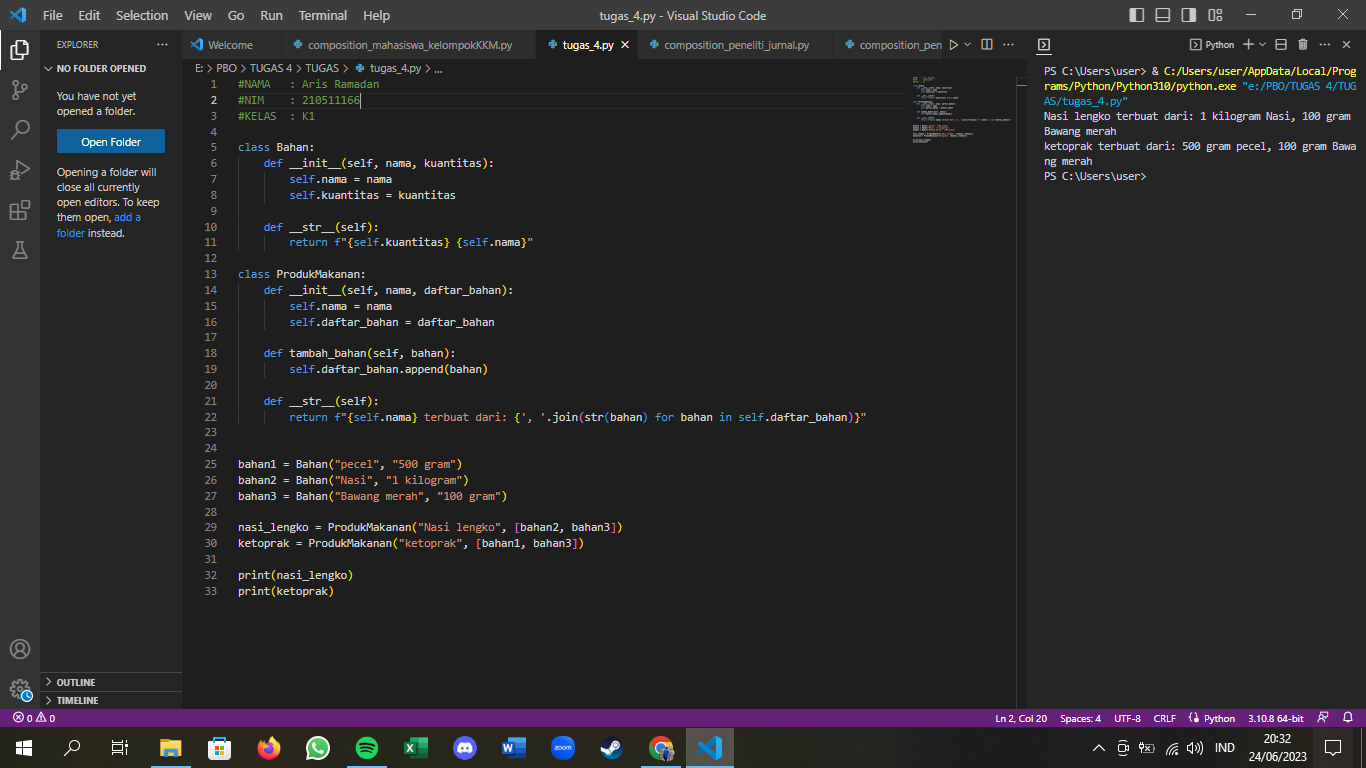 File Edit Selection View Go Run Terminal Help
tugas_4.py - Visual Studio Code
EXPLORER
NO FOLDER OPENED
You have not yet
opened a folder.
Open Folder
Opening a folder will
close all currently
open editors. To keep
them open, add a
folder instead.
OUTLINE
TIMELINE
Welcome composition_mahasiswa_kelompokKKM.py tugas_4.py composition_peneliti_jurnal.py composition_pen
E: > PBO > TUGAS 4 > TUGAS > tugas_4.py > ...
1 #NAMA   : Aris Ramadan
2 #NIM    : 210511166
3 #KELAS  : K1
4
5 class Bahan:
6     def __init__(self, nama, kuantitas):
7         self.nama = nama
8         self.kuantitas = kuantitas
9
10     def __str__(self):
11         return f"{self.kuantitas} {self.nama}"
12
13 class ProdukMakanan:
14     def __init__(self, nama, daftar_bahan):
15         self.nama = nama
16         self.daftar_bahan = daftar_bahan
17
18     def tambah_bahan(self, bahan):
19         self.daftar_bahan.append(bahan)
20
21     def __str__(self):
22         return f"{self.nama} terbuat dari: {', '.join(str(bahan) for bahan in self.daftar_bahan)}"
23
24
25 bahan1 = Bahan("pecel", "500 gram")
26 bahan2 = Bahan("Nasi", "1 kilogram")
27 bahan3 = Bahan("Bawang merah", "100 gram")
28
29 nasi_lengko = ProdukMakanan("Nasi lengko", [bahan2, bahan3])
30 ketoprak = ProdukMakanan("ketoprak", [bahan1, bahan3])
31
32 print(nasi_lengko)
33 print(ketoprak)
Python
PS C:\Users\user> & C:/Users/user/AppData/Local/Prog
rams/Python/Python310/python.exe "e:/PBO/TUGAS 4/TUG
AS/tugas_4.py"
Nasi lengko terbuat dari: 1 kilogram Nasi, 100 gram
Bawang merah
ketoprak terbuat dari: 500 gram pecel, 100 gram Bawa
ng merah
PS C:\Users\user>
0 0
Ln 2, Col 20 Spaces: 4 UTF-8 CRLF Python 3.10.8 64-bit
zoom
IND
20:32
24/06/2023